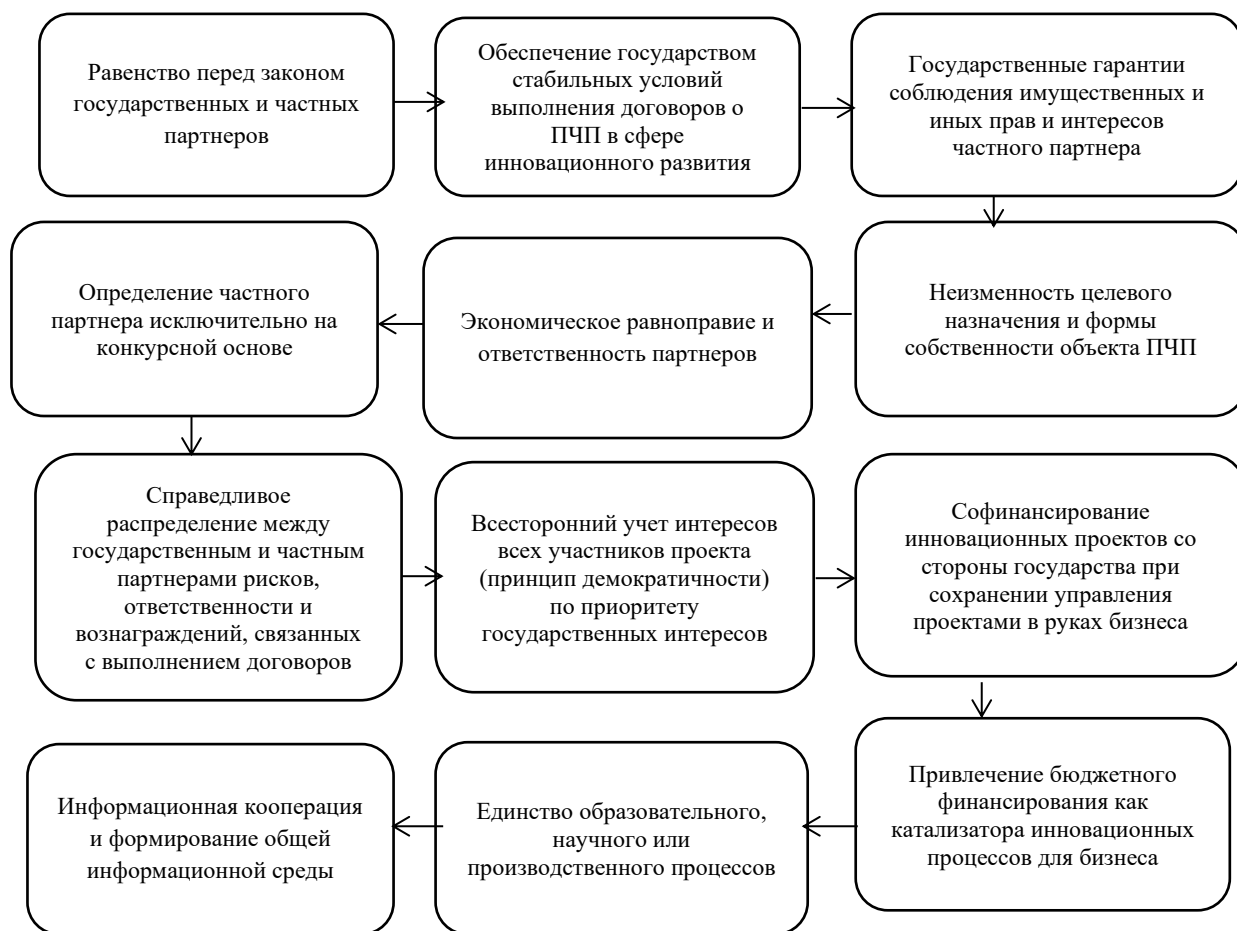 Равенство перед законом
государственных и частных
партнеров
Обеспечение государством
стабильных условий
выполнения договоров о
ПЧП в сфере
инновационного развития
Государственные гарантии
соблюдения имущественных и
иных прав и интересов
частного партнера
Неизменность целевого
назначения и формы
собственности объекта ПЧП
Экономическое равноправие и
ответственность партнеров
Определение частного
партнера исключительно на
конкурсной основе
Справедливое
распределение между
государственным и частным
партнерами рисков,
ответственности и
вознаграждений, связанных
с выполнением договоров
Всесторонний учет интересов
всех участников проекта
(принцип демократичности)
по приоритету
государственных интересов
Софинансирование
инновационных проектов со
стороны государства при
сохранении управления
проектами в руках бизнеса
Привлечение бюджетного
финансирования как
катализатора инновационных
процессов для бизнеса
Единство образовательного,
научного или
производственного процессов
Информационная кооперация
и формирование общей
информационной среды